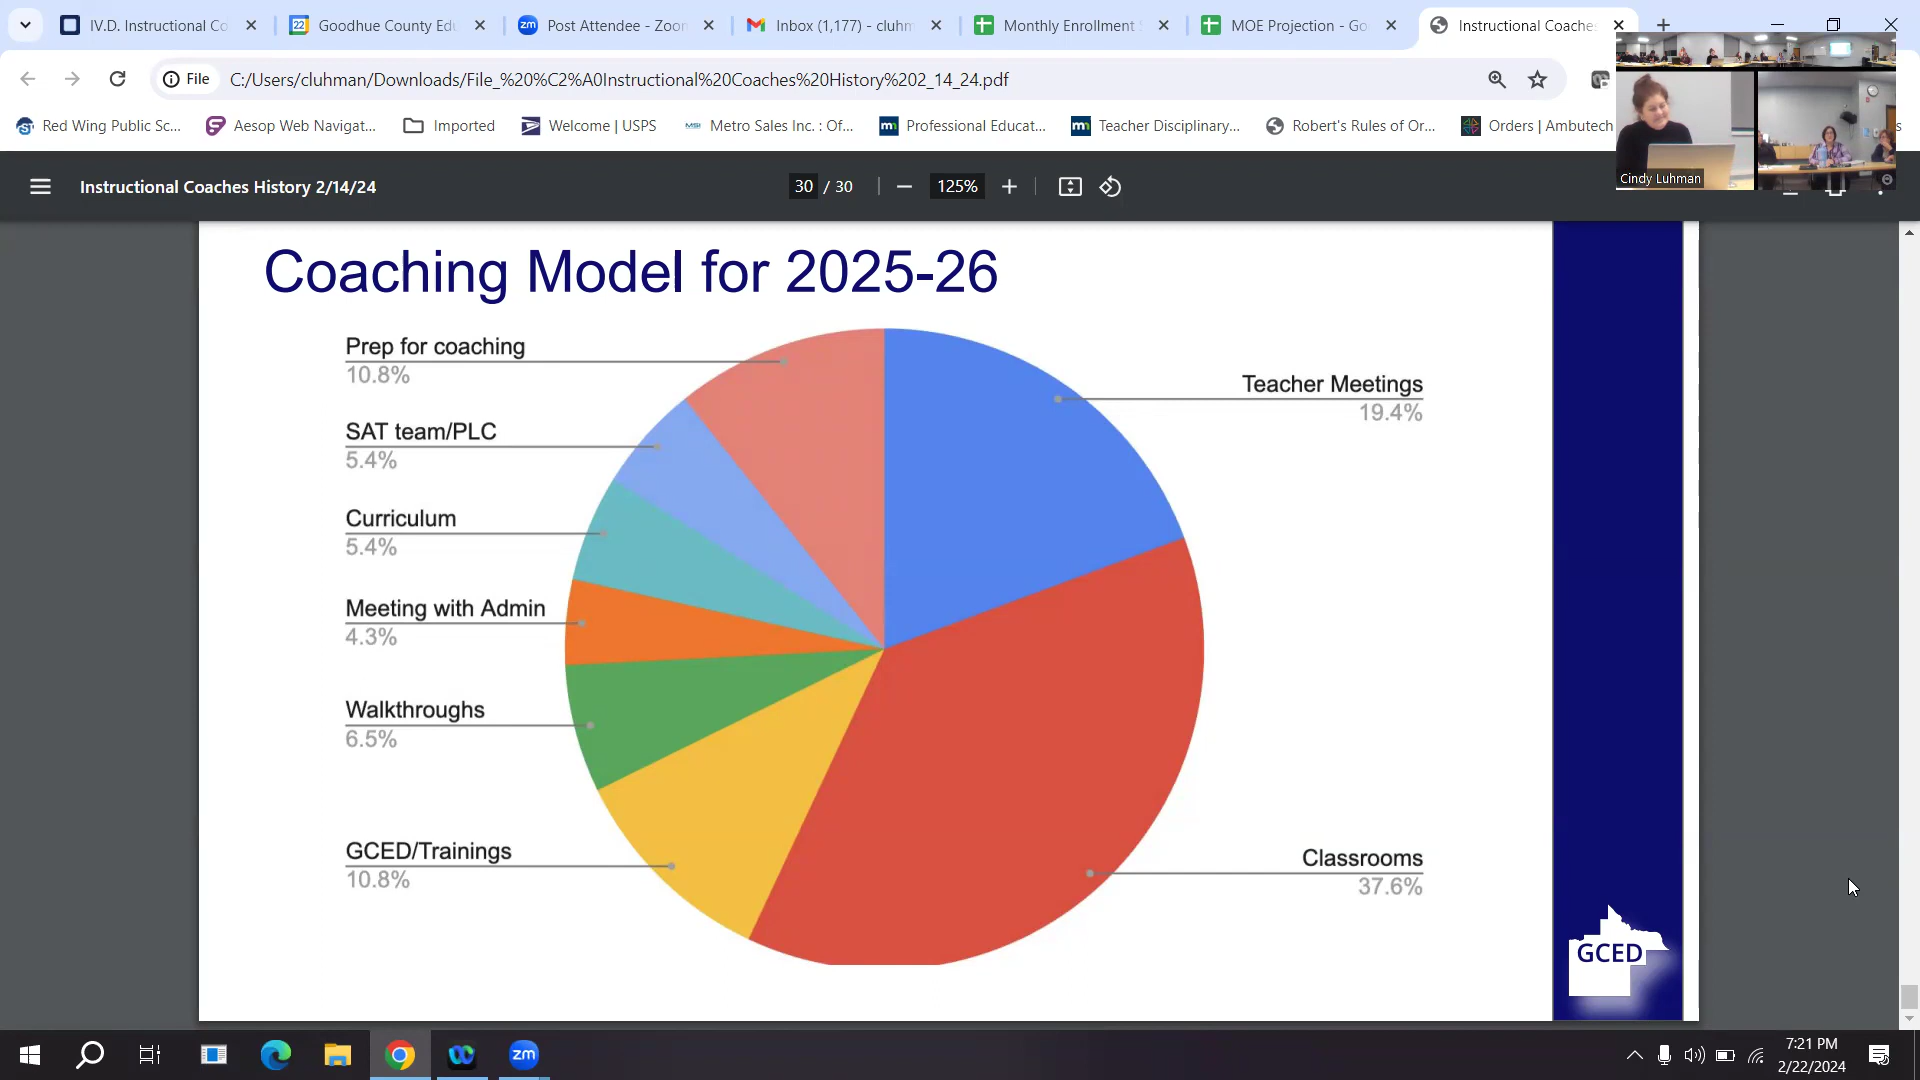 IV.D. Instructional Co
Goodhue County Edu
Post Attendee - Zoom
Inbox (1,177) - cluhm
Monthly Enrollment S
MOE Projection - Go
Instructional Coaches
File
C:/Users/cluhman/Downloads/File_%20%C2%A0Instructional%20Coaches%20History%202_14_24.pdf
Red Wing Public Sc...
Aesop Web Navigat...
Imported
Welcome | USPS
Metro Sales Inc. : Of...
Professional Educat...
Teacher Disciplinary...
Robert's Rules of Or...
Orders | Ambutech
Cindy Luhman
Instructional Coaches History 2/14/24
30 / 30
125%
Coaching Model for 2025-26
Prep for coaching
10.8%
SAT team/PLC
5.4%
Curriculum
5.4%
Meeting with Admin
4.3%
Walkthroughs
6.5%
GCED/Trainings
10.8%
Teacher Meetings
19.4%
Classrooms
37.6%
GCED
7:21 PM
2/22/2024